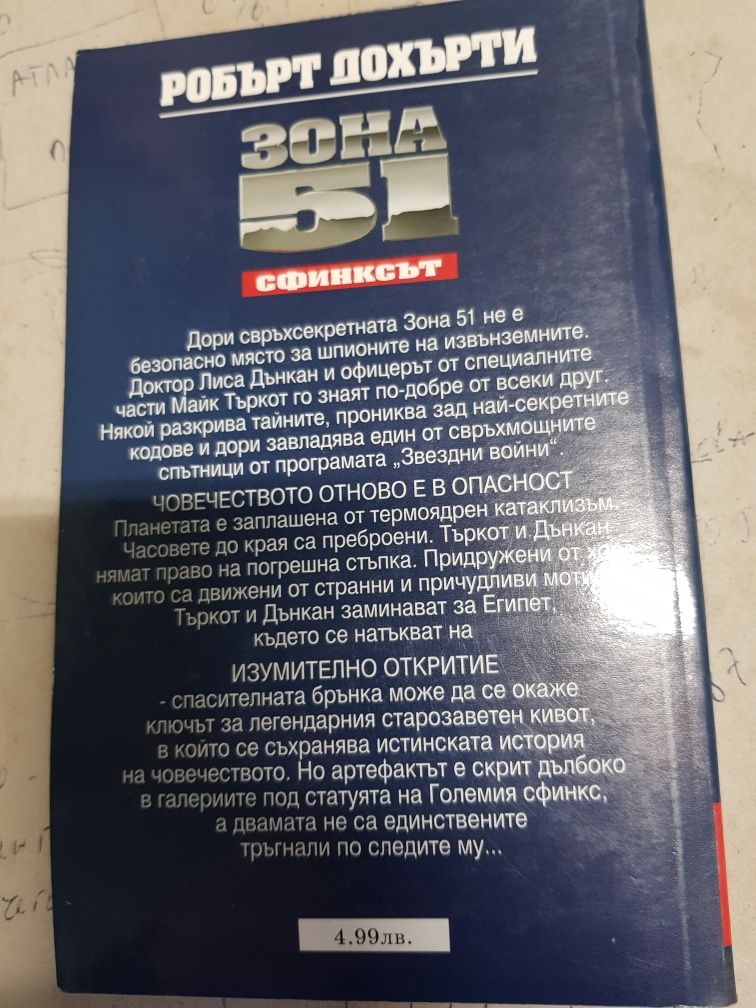 РОБЪРТ ДОХЪРТИ
ЗОНА
51
СФИНКСЪТ
Дори свръхсекретната Зона 51 не е
безопасно място за шпионите на извънземните.
Доктор Лиса Дънкан и офицерът от специалните
части Майк Търкот го знаят по-добре от всеки друг.
Някой разкрива тайните, прониква зад най-секретните
кодове и дори завладява един от свръхмощните
спътници от програмата „Звездни войни“.
ЧОВЕЧЕСТВОТО ОТНОВО Е В ОПАСНОСТ
Планетата е заплашена от термоядрен катаклизъм.
Часовете до края са преброени. Търкот и Дънкан
нямат право на погрешна стъпка. Придружени от
които са движени от странни и причудливи
Търкот и Дънкан заминават за Египет,
където се натъкват на
ИЗУМИТЕЛНО ОТКРИТИЕ
- спасителната брънка може да се окаже
ключът за легендарния старозаветен кивот,
в който се съхранява истинската история
на човечеството. Но артефактът е скрит дълбоко
в галериите под статуята на Големия сфинкс,
а двамата не са единствените
тръгнали по следите му...
4.99лв.